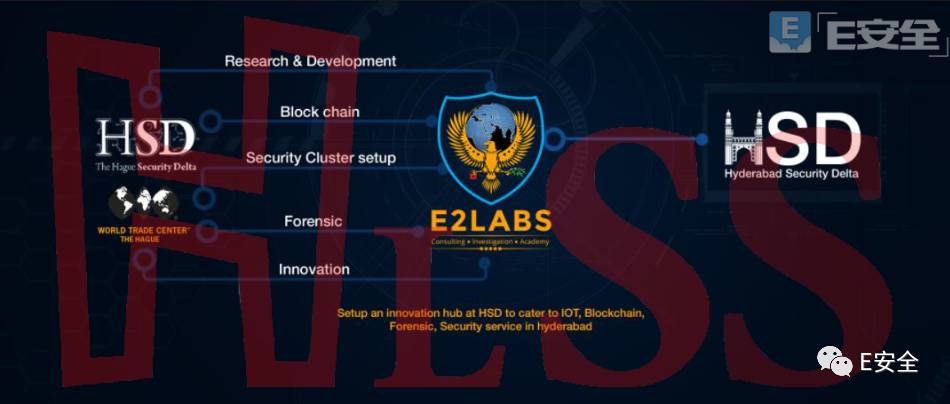 E安全
Research & Development
Block chain
HSD
The Hague Security Delta
Security Cluster setup
HSD
Hyderabad Security Delta
WORLD TRADE CENTER
THE HAGUE
Forensic
E2LABS
Consulting • Investigation • Academy
Innovation
Setup an innovation hub at HSD to cater to IOT, Blockchain,
Forensic, Security service in hyderabad
HLSS
E安全